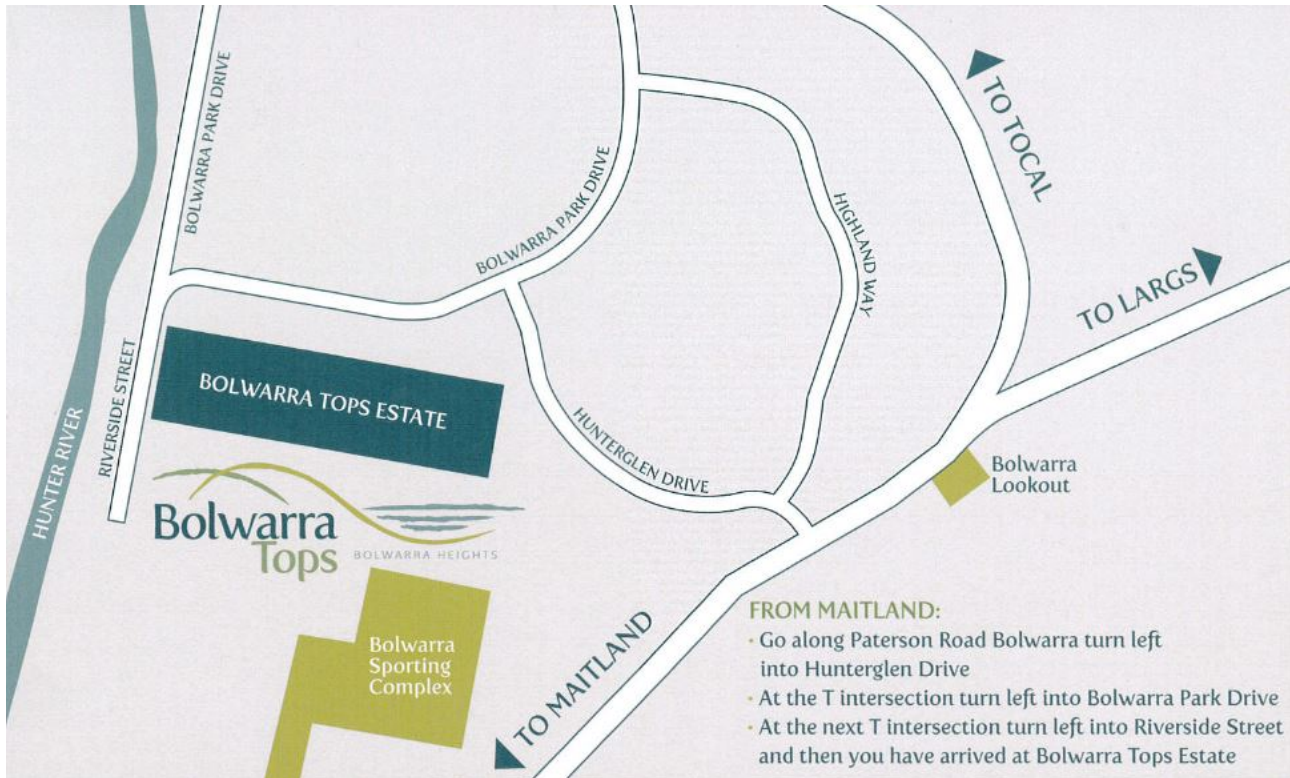 BOLWARRA PARK DRIVE
TO TOCAL
BOLWARRA PARK DRIVE
HIGHLAND WAY
TO LARGS
HUNTER RIVER
RIVERSIDE STREET
BOLWARRA TOPS ESTATE
HUNTERGLEN DRIVE
Bolwarra
Lookout
Bolwarra
Tops
BOLWARRA HEIGHTS
Bolwarra
Sporting
Complex
TO MAITLAND
FROM MAITLAND:
· Go along Paterson Road Bolwarra turn left
into Hunterglen Drive
· At the T intersection turn left into Bolwarra Park Drive
· At the next T intersection turn left into Riverside Street
and then you have arrived at Bolwarra Tops Estate